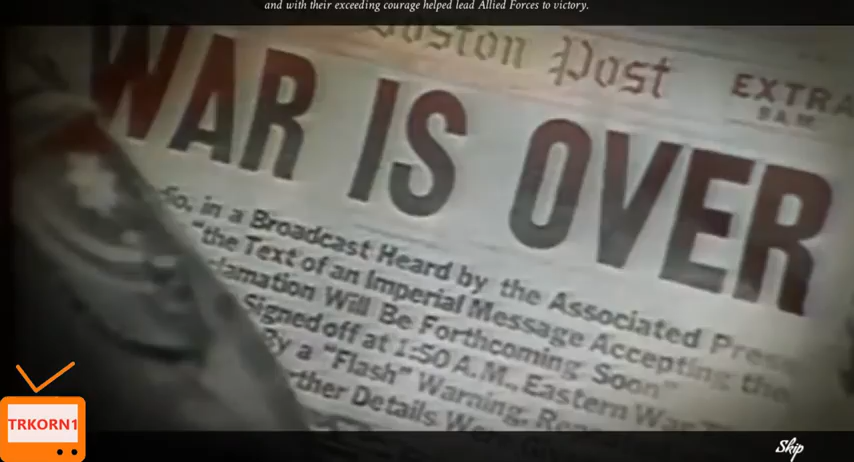 and with their exceeding courage helped lead Allied Forces to victory.
Boston Post
EXTRA
WAR IS OVER
in a Broadcast Heard by the Associated Press
"the Text of an Imperial Message Accepting the
Will Be Forthcoming Soon"
Signed off at 1:50 A. M., Eastern War
By a "Flash" Warning,
Details
TRKORN1
Skip